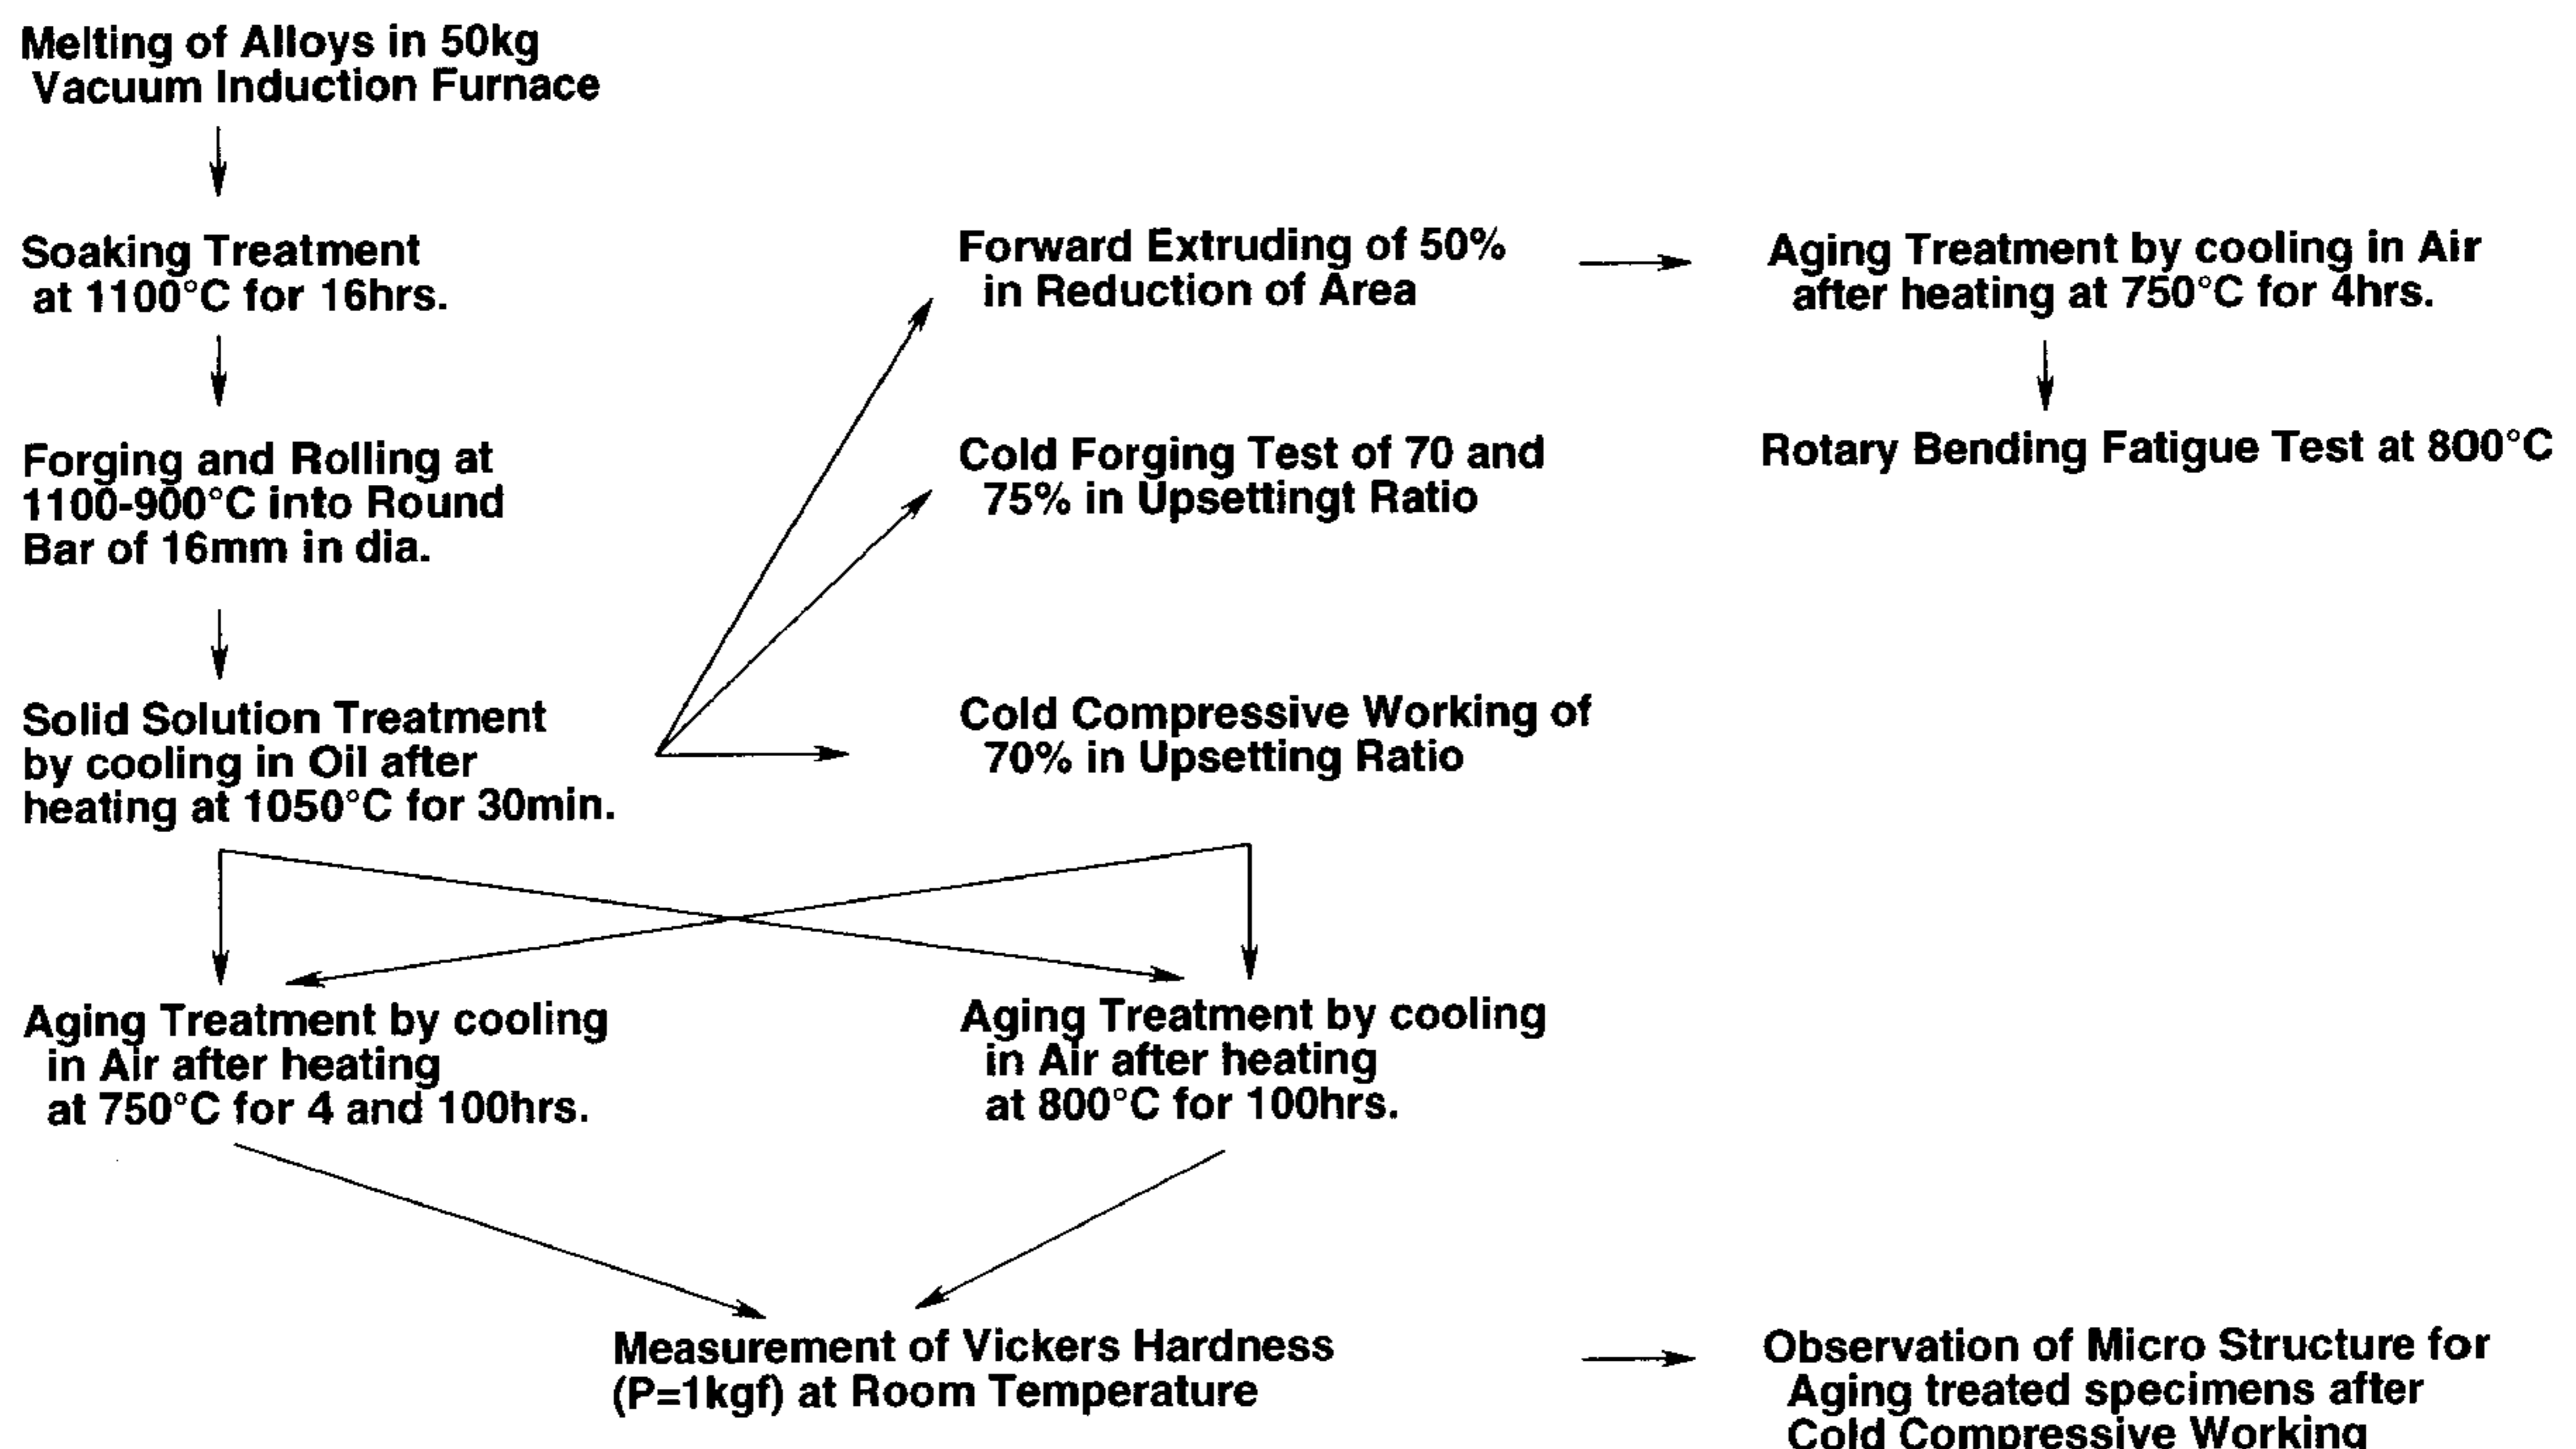 Melting of Alloys in 50kg
Vacuum Induction Furnace
Soaking Treatment
at 1100°C for 16hrs.
Forging and Rolling at
1100-900°C into Round
Bar of 16mm in dia.
Solid Solution Treatment
by cooling in Oil after
heating at 1050°C for 30min.
Forward Extruding of 50%
in Reduction of Area
Aging Treatment by cooling in Air
after heating at 750°C for 4hrs.
Rotary Bending Fatigue Test at 800°C
Cold Forging Test of 70 and
75% in Upsettingt Ratio
Cold Compressive Working of
70% in Upsetting Ratio
Aging Treatment by cooling
in Air after heating
at 750°C for 4 and 100hrs.
Aging Treatment by cooling
in Air after heating
at 800°C for 100hrs.
Measurement of Vickers Hardness
(P=1kgf) at Room Temperature
Observation of Micro Structure for
Aging treated specimens after
Cold Compressive Working